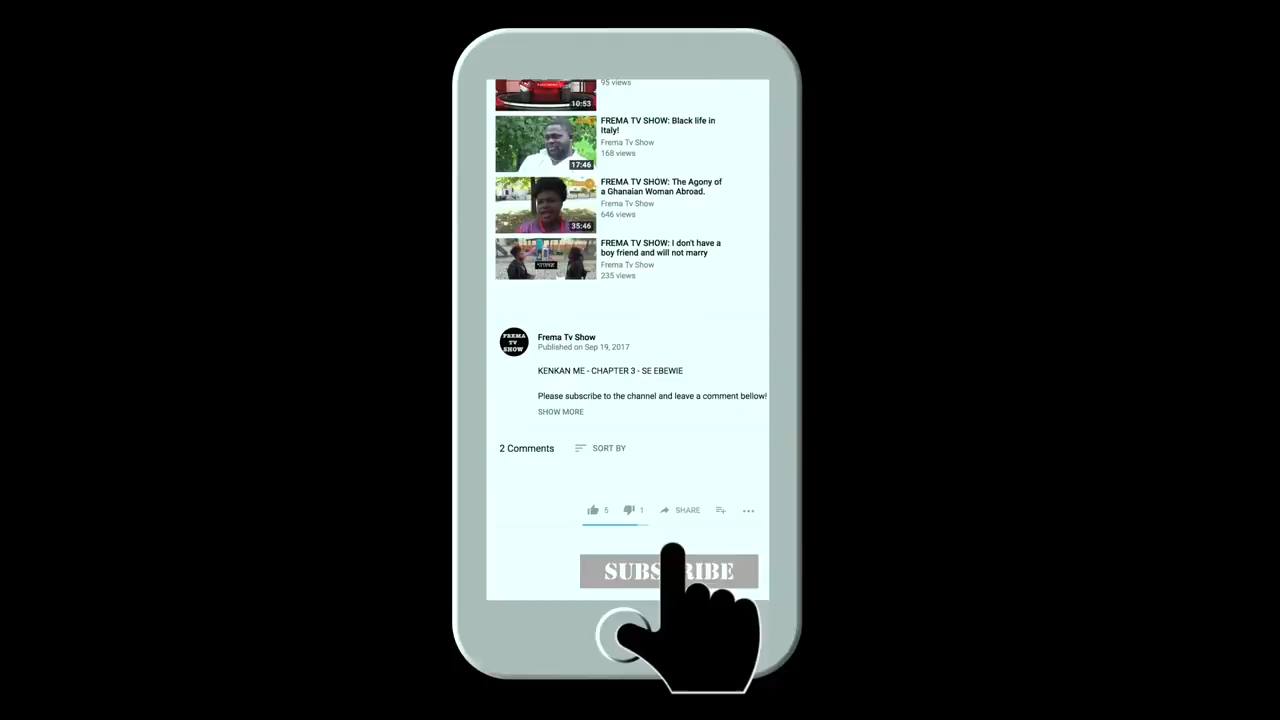 95 views
10:53
FREMA TV SHOW: Black life in
Italy!
Frema Tv Show
168 views
17:46
FREMA TV SHOW: The Agony of
a Ghanaian Woman Abroad.
Frema Tv Show
646 views
35:46
FREMA TV SHOW: I don't have a
boy friend and will not marry
Frema Tv Show
235 views
FREMA
TV
SHOW
Frema Tv Show
Published on Sep 19, 2017
KENKAN ME - CHAPTER 3 - SE EBEWIE
Please subscribe to the channel and leave a comment bellow!
SHOW MORE
2 Comments
SORT BY
5
1
SHARE
SUBSCRIBE